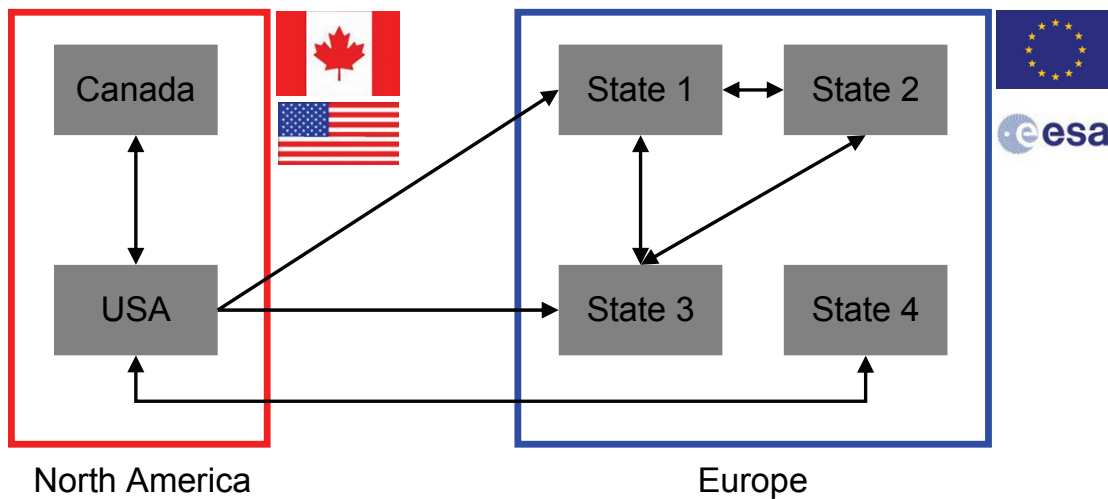 Canada
USA
State 1
State 2
State 3
State 4
esa
North America
Europe